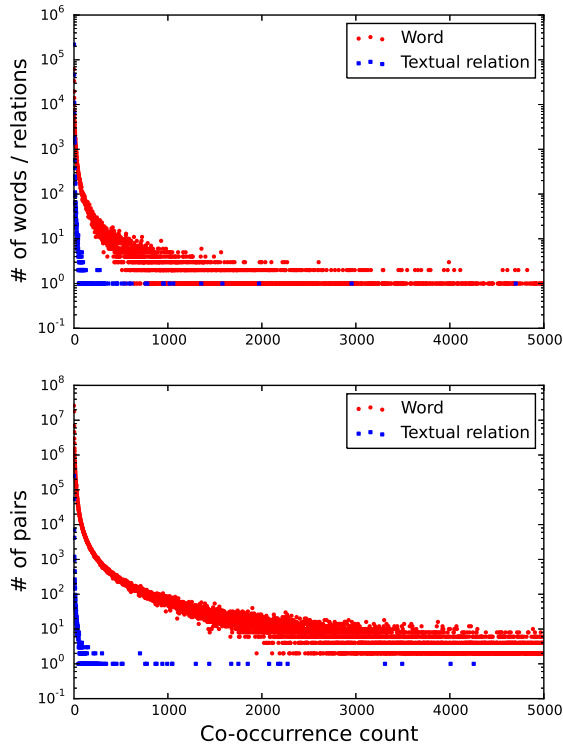 10^6
Word
Textual relation
10^5
10^4
10^3
10^2
10^1
10^0
10^-1
# of words / relations
0 1000 2000 3000 4000 5000
10^8
Word
Textual relation
10^7
10^6
10^5
10^4
10^3
10^2
10^1
10^0
10^-1
# of pairs
0 1000 2000 3000 4000 5000
Co-occurrence count